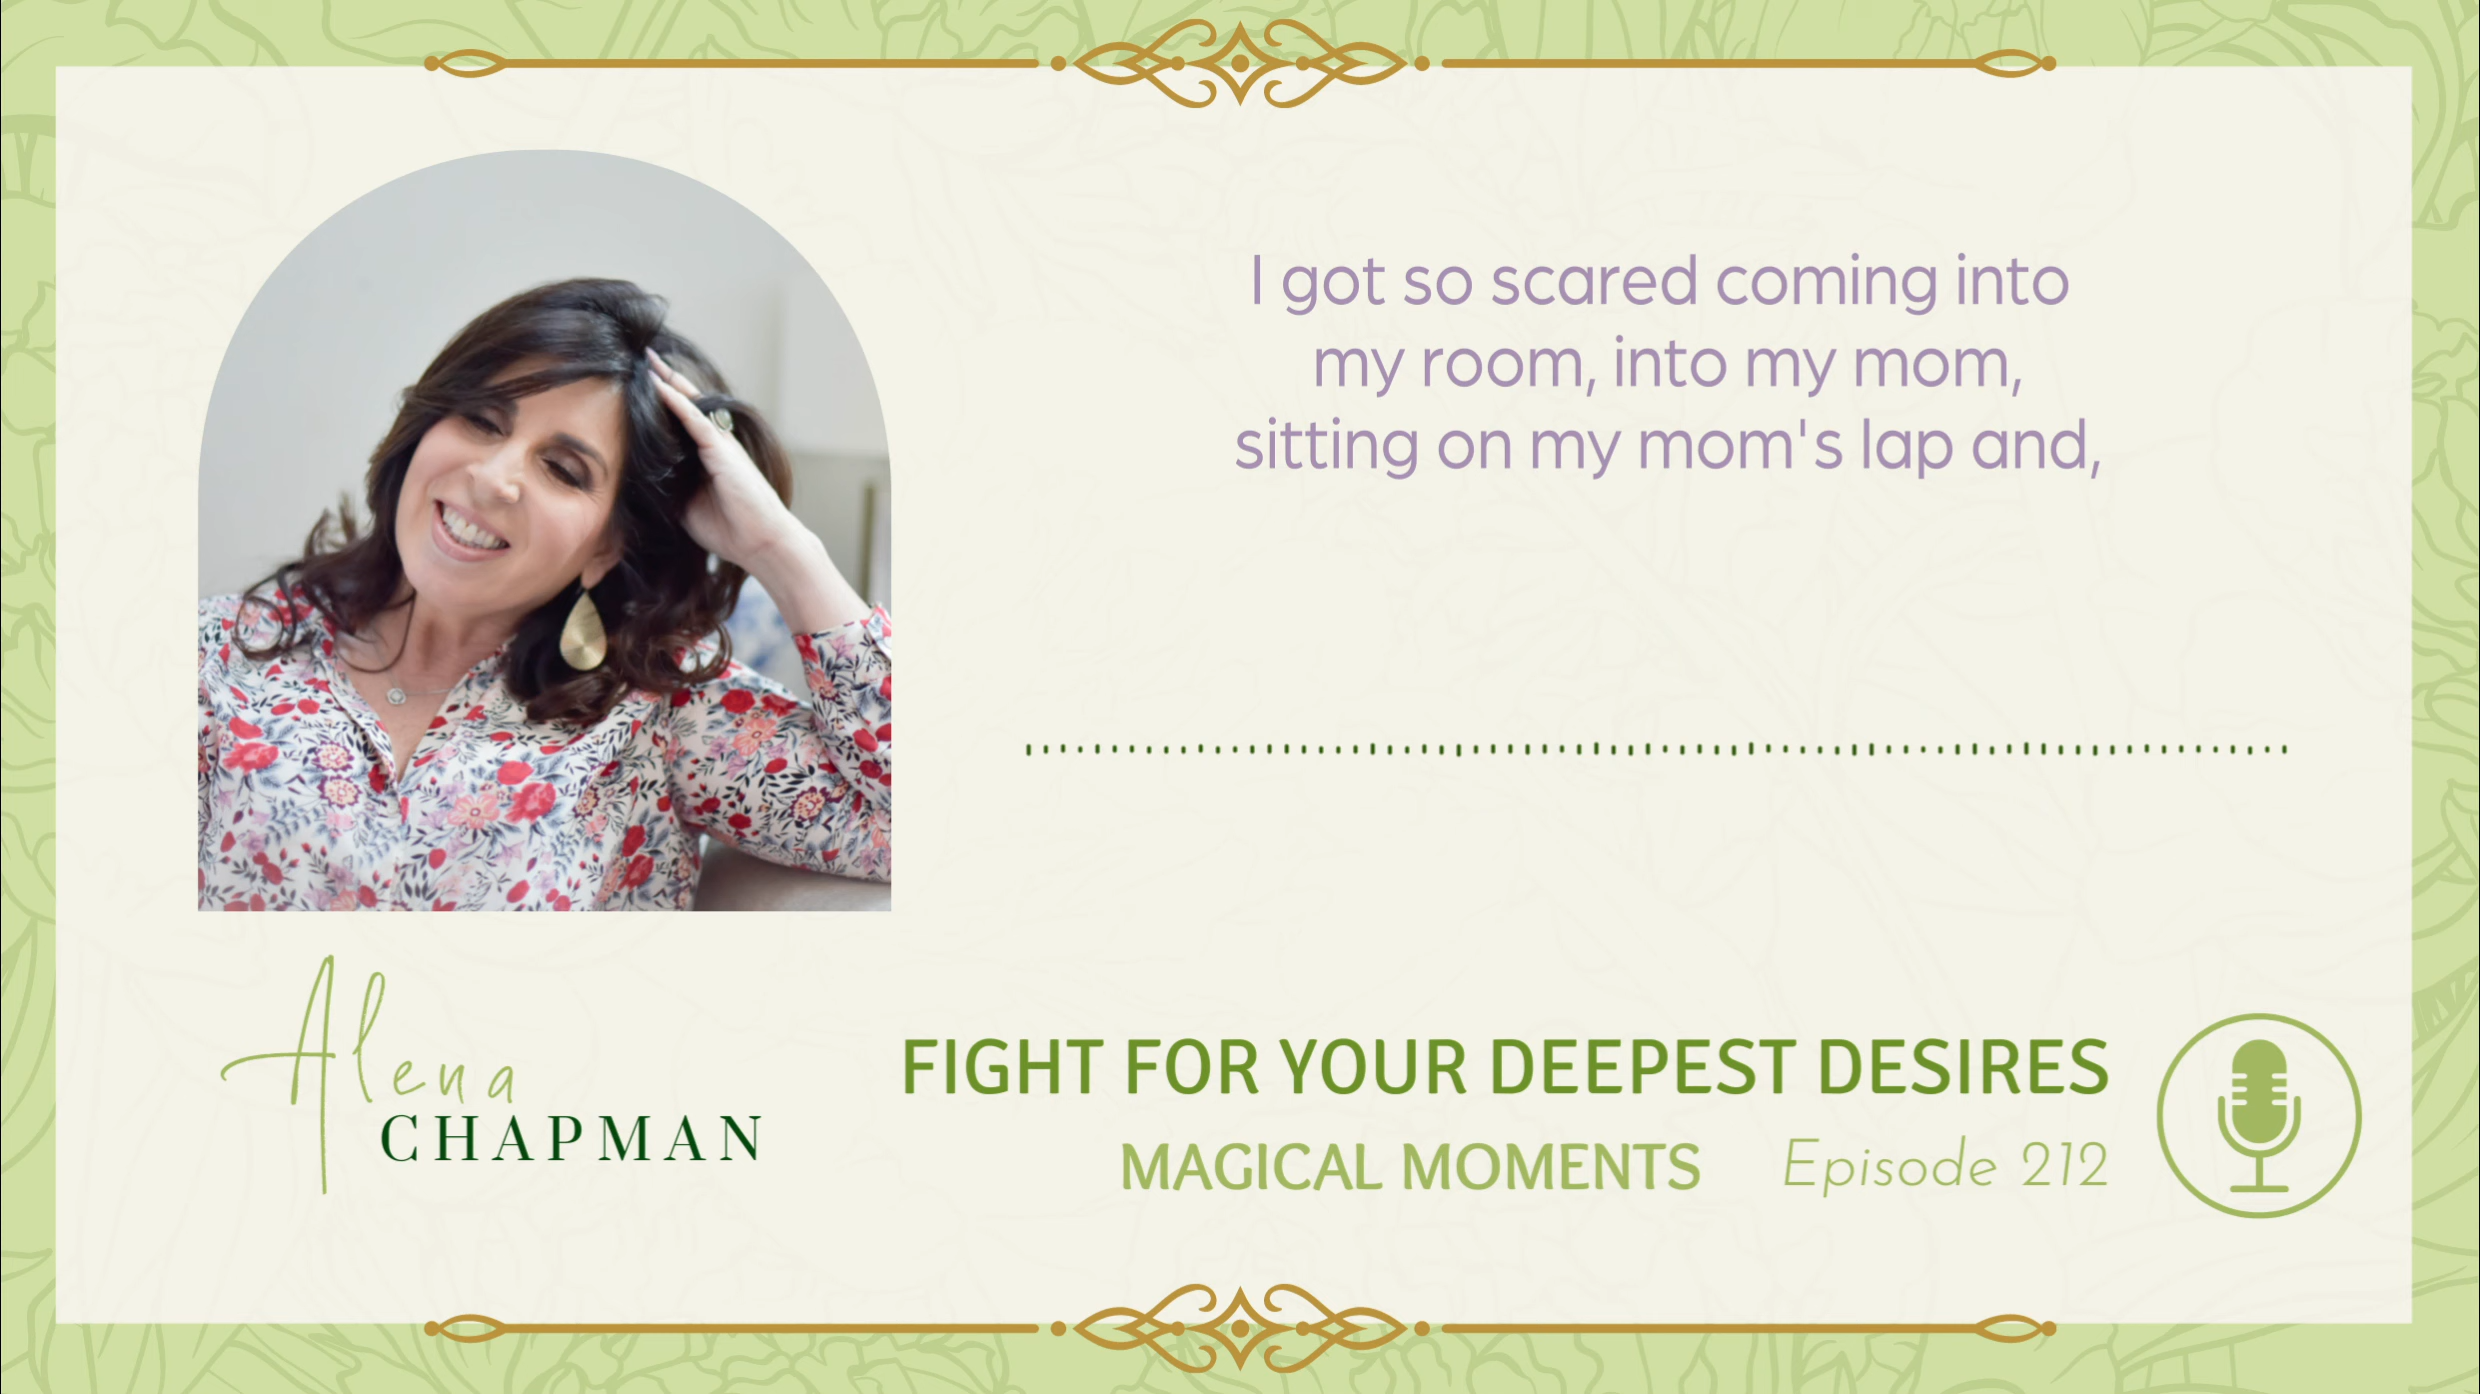 I got so scared coming into
my room, into my mom,
sitting on my mom's lap and,
Alena
CHAPMAN
FIGHT FOR YOUR DEEPEST DESIRES
MAGICAL MOMENTS Episode 212